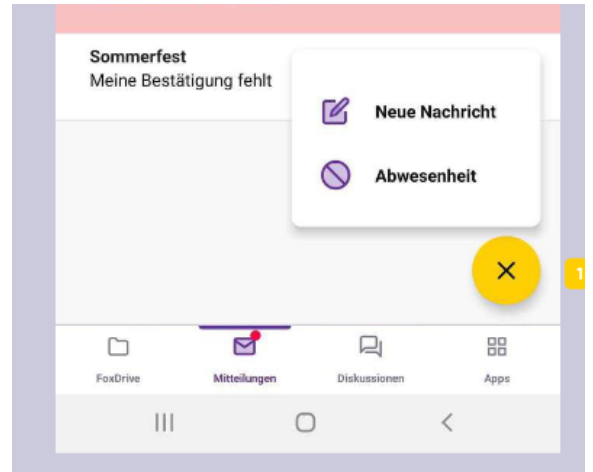 Sommerfest
Meine Bestätigung fehlt
Neue Nachricht
Abwesenheit
1
FoxDrive Mitteilungen Diskussionen Apps